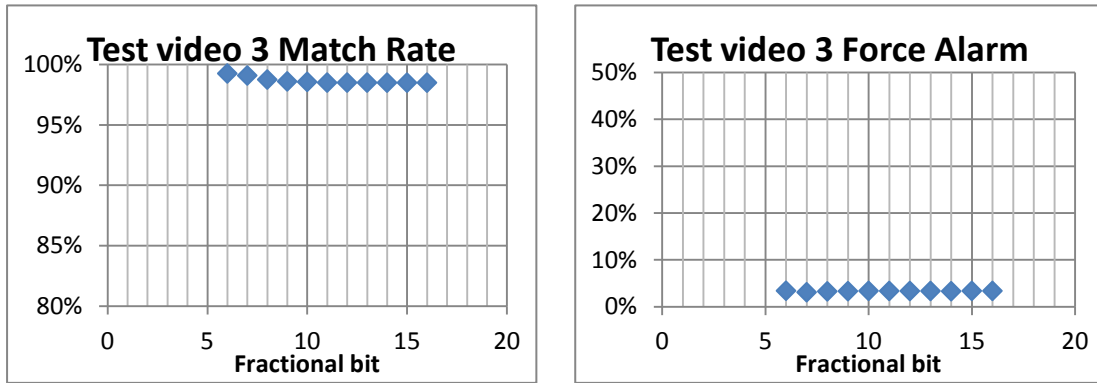 Test video 3 Match Rate
100%
95%
90%
85%
80%
0 5 10 15 20
Fractional bit
Test video 3 Force Alarm
50%
40%
30%
20%
10%
0%
0 5 10 15 20
Fractional bit